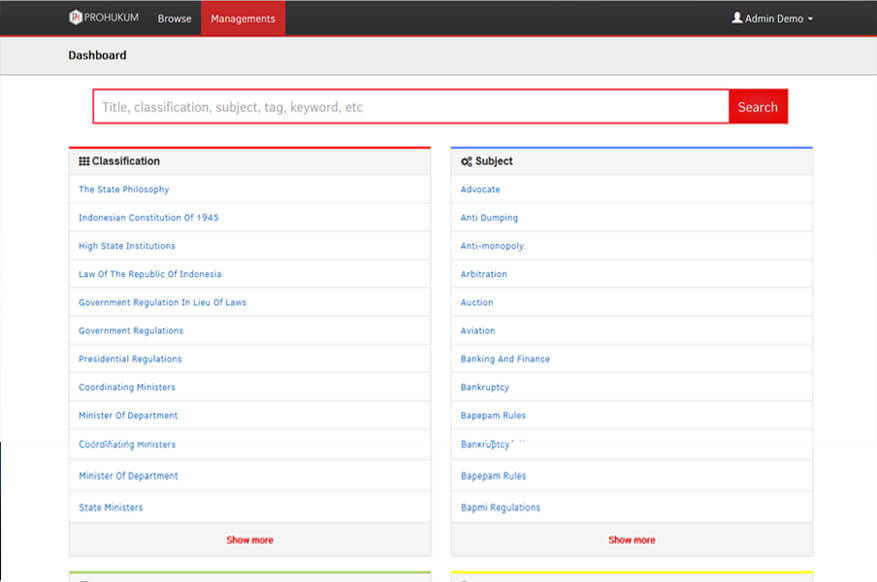 PROHUKUM Browse Managements Admin Demo
Dashboard
Title, classification, subject, tag, keyword, etc Search
Classification
The State Philosophy
Indonesian Constitution Of 1945
High State Institutions
Law Of The Republic Of Indonesia
Government Regulation In Lieu Of Laws
Government Regulations
Presidential Regulations
Coordinating Ministers
Minister Of Department
Coordinating Ministers
Minister Of Department
State Ministers
Show more
Subject
Advocate
Anti Dumping
Anti-monopoly
Arbitration
Auction
Aviation
Banking And Finance
Bankruptcy
Bapepam Rules
Bankruptcy
Bapepam Rules
Bapmi Regulations
Show more